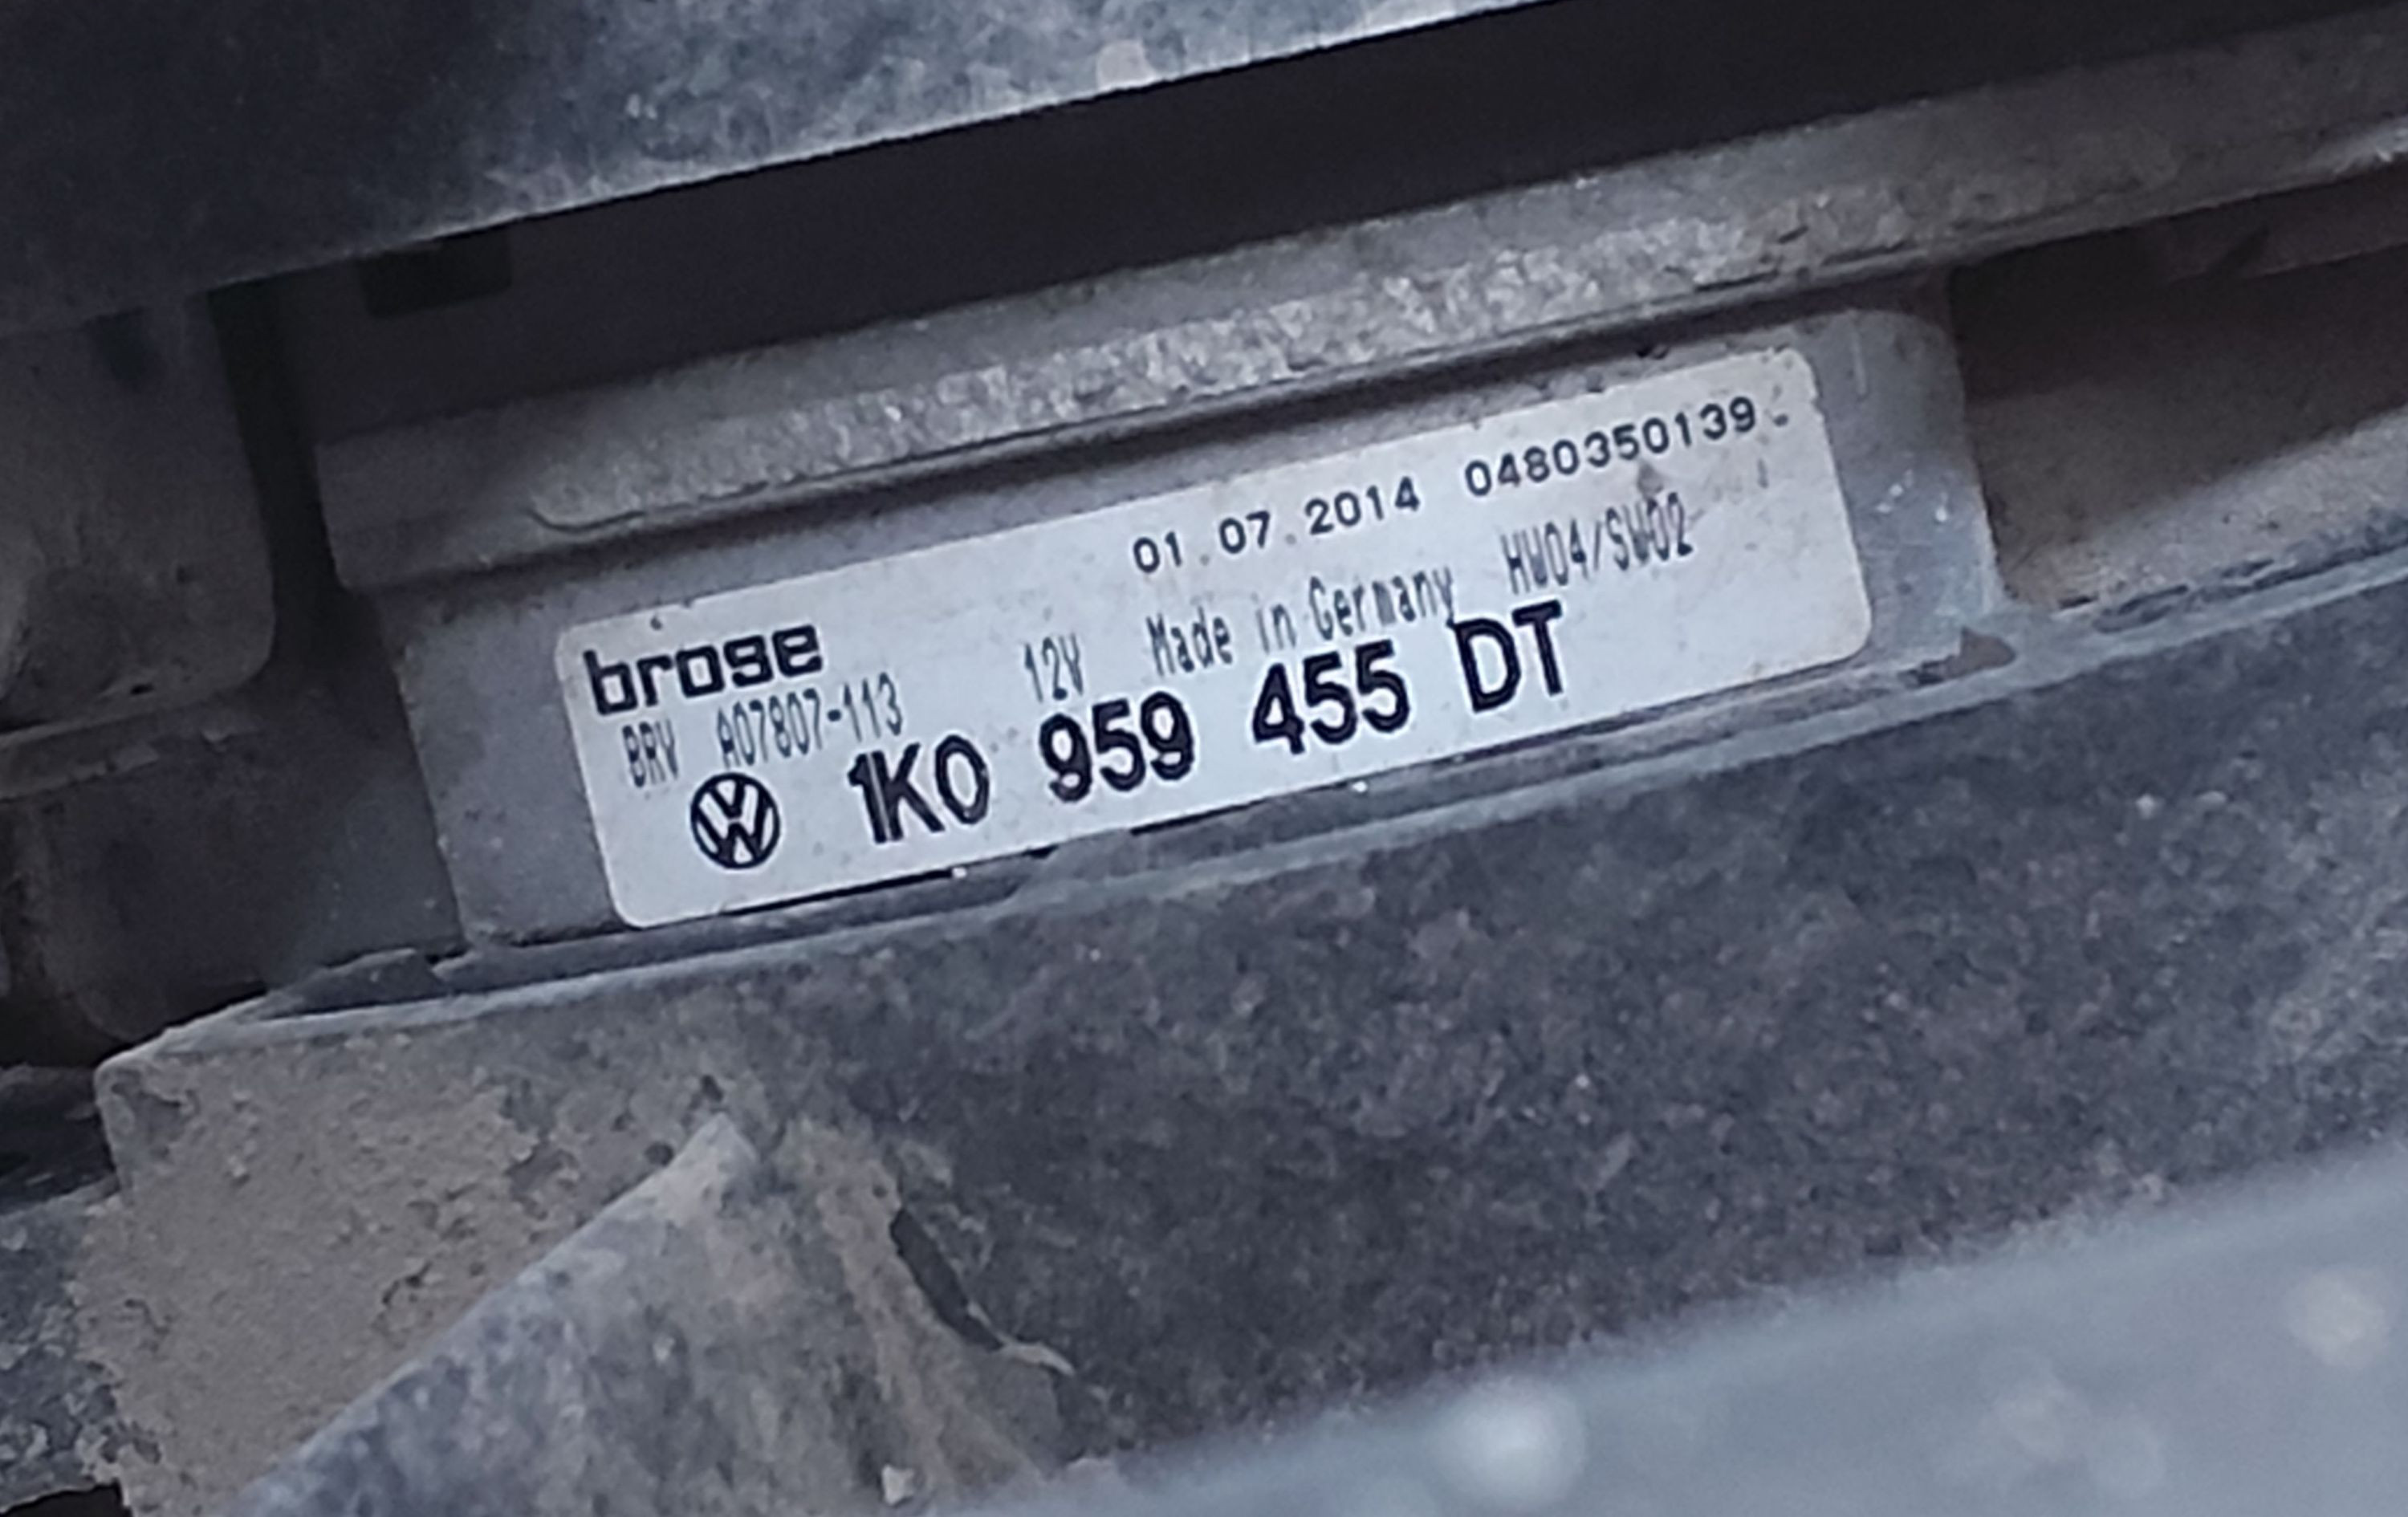 01.07.2014 0480350139
brose
12V Made in Germany HW04/SW02
BRV A07807-113
1K0 959 455 DT